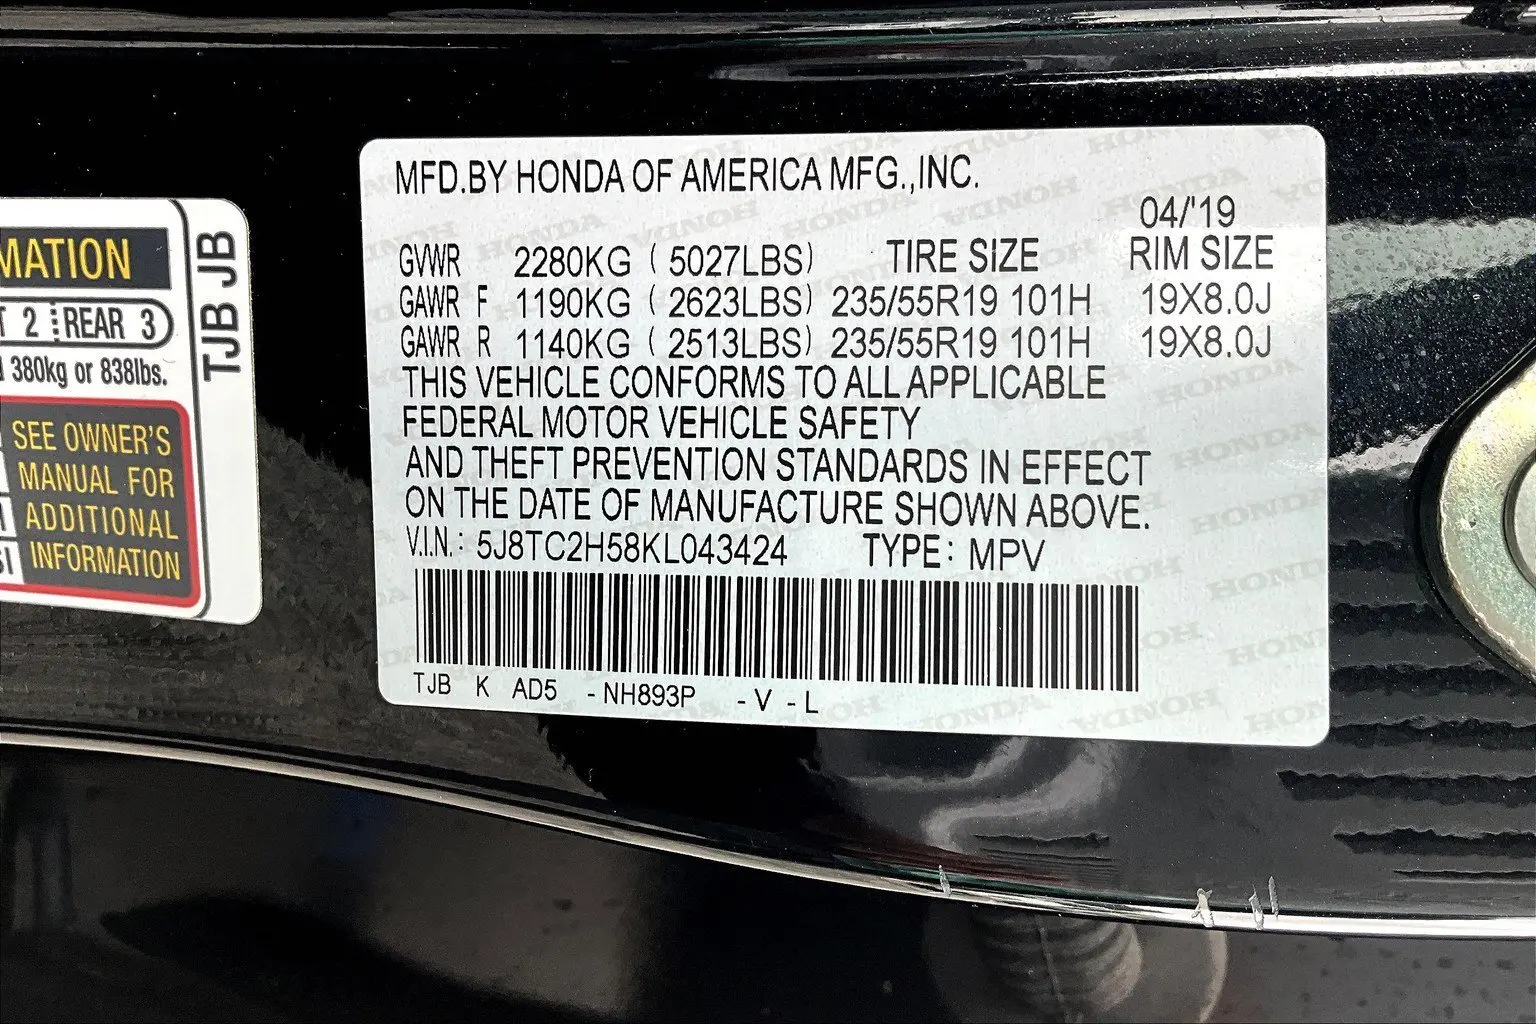 MATION
T 2 REAR 3
380kg or 838lbs.
SEE OWNER'S
MANUAL FOR
ADDITIONAL
INFORMATION
TJB JB
MFD.BY HONDA OF AMERICA MFG.,INC.
04/'19
GVWR 2280KG ( 5027LBS) TIRE SIZE RIM SIZE
GAWR F 1190KG ( 2623LBS) 235/55R19 101H 19X8.0J
GAWR R 1140KG ( 2513LBS) 235/55R19 101H 19X8.0J
THIS VEHICLE CONFORMS TO ALL APPLICABLE
FEDERAL MOTOR VEHICLE SAFETY
AND THEFT PREVENTION STANDARDS IN EFFECT
ON THE DATE OF MANUFACTURE SHOWN ABOVE.
V.I.N.: 5J8TC2H58KL043424 TYPE: MPV
TJB K AD5 -NH893P -V -L